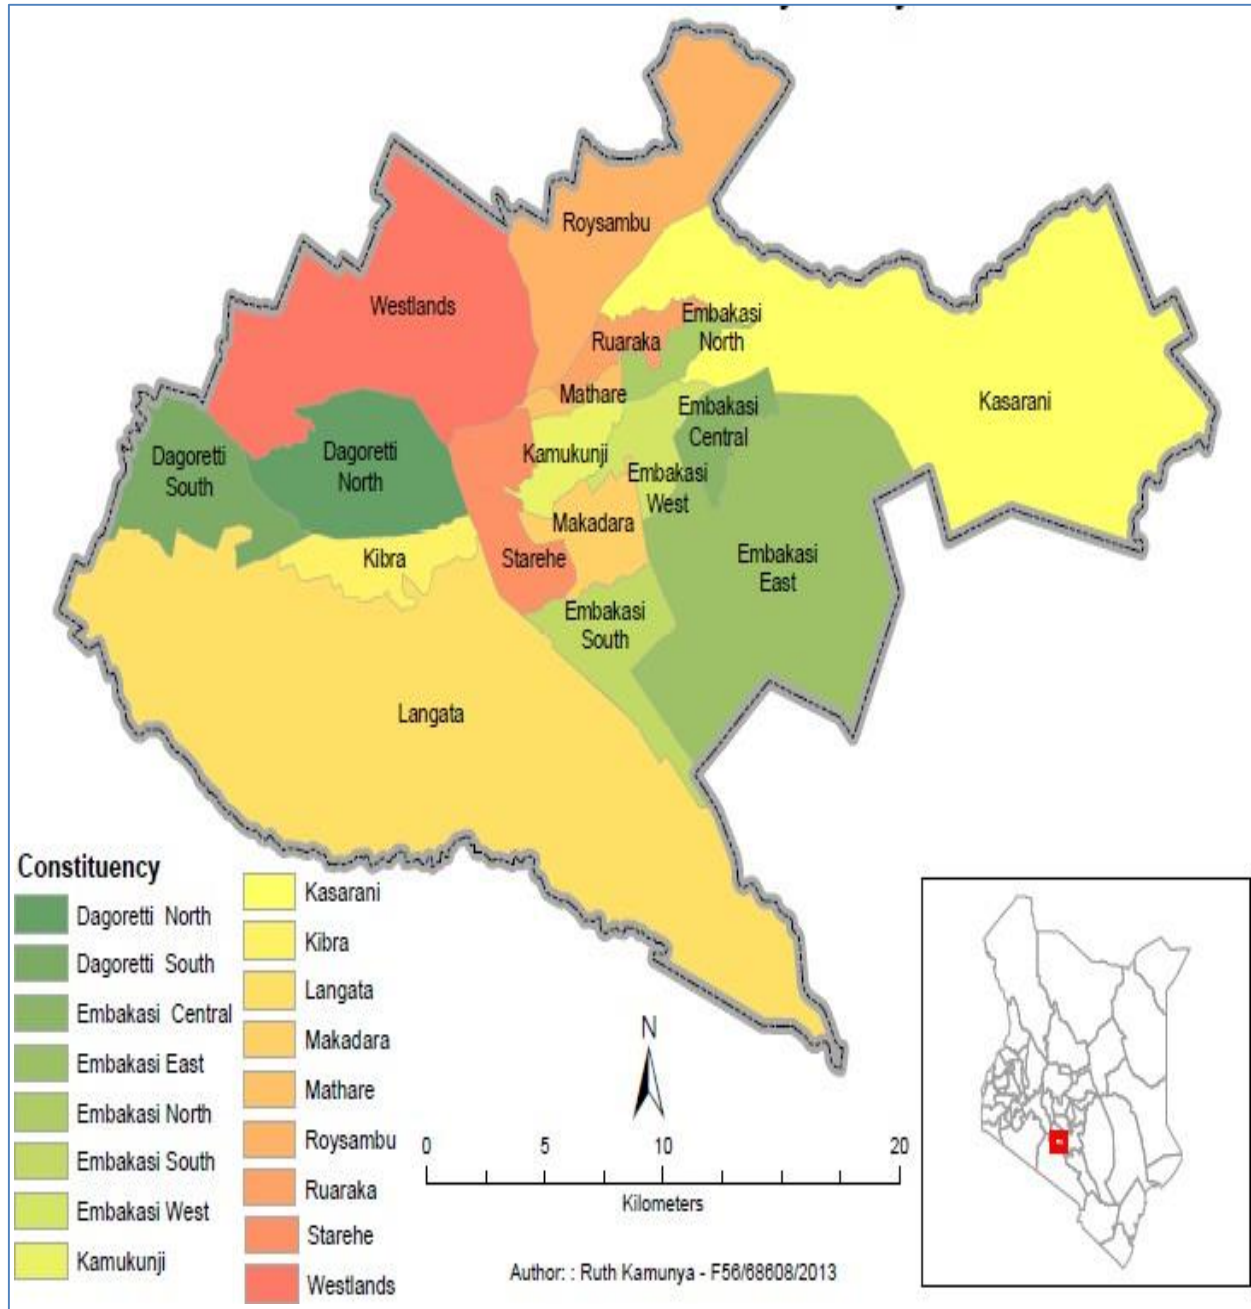 Roysambu
Westlands
Embakasi
North
Ruaraka
Mathare
Kasarani
Embakasi
Central
Dagoretti
North
Dagoretti
South
Kamukunji
Embakasi
West
Makadara
Kibra
Starehe
Embakasi
East
Embakasi
South
Langata
Constituency
Dagoretti North
Dagoretti South
Embakasi Central
Embakasi East
Embakasi North
Embakasi South
Embakasi West
Kamukunji
Kasarani
Kibra
Langata
Makadara
Mathare
Roysambu
Ruaraka
Starehe
Westlands
N
0 5 10 20
Kilometers
Author: : Ruth Kamunya - F56/68608/2013